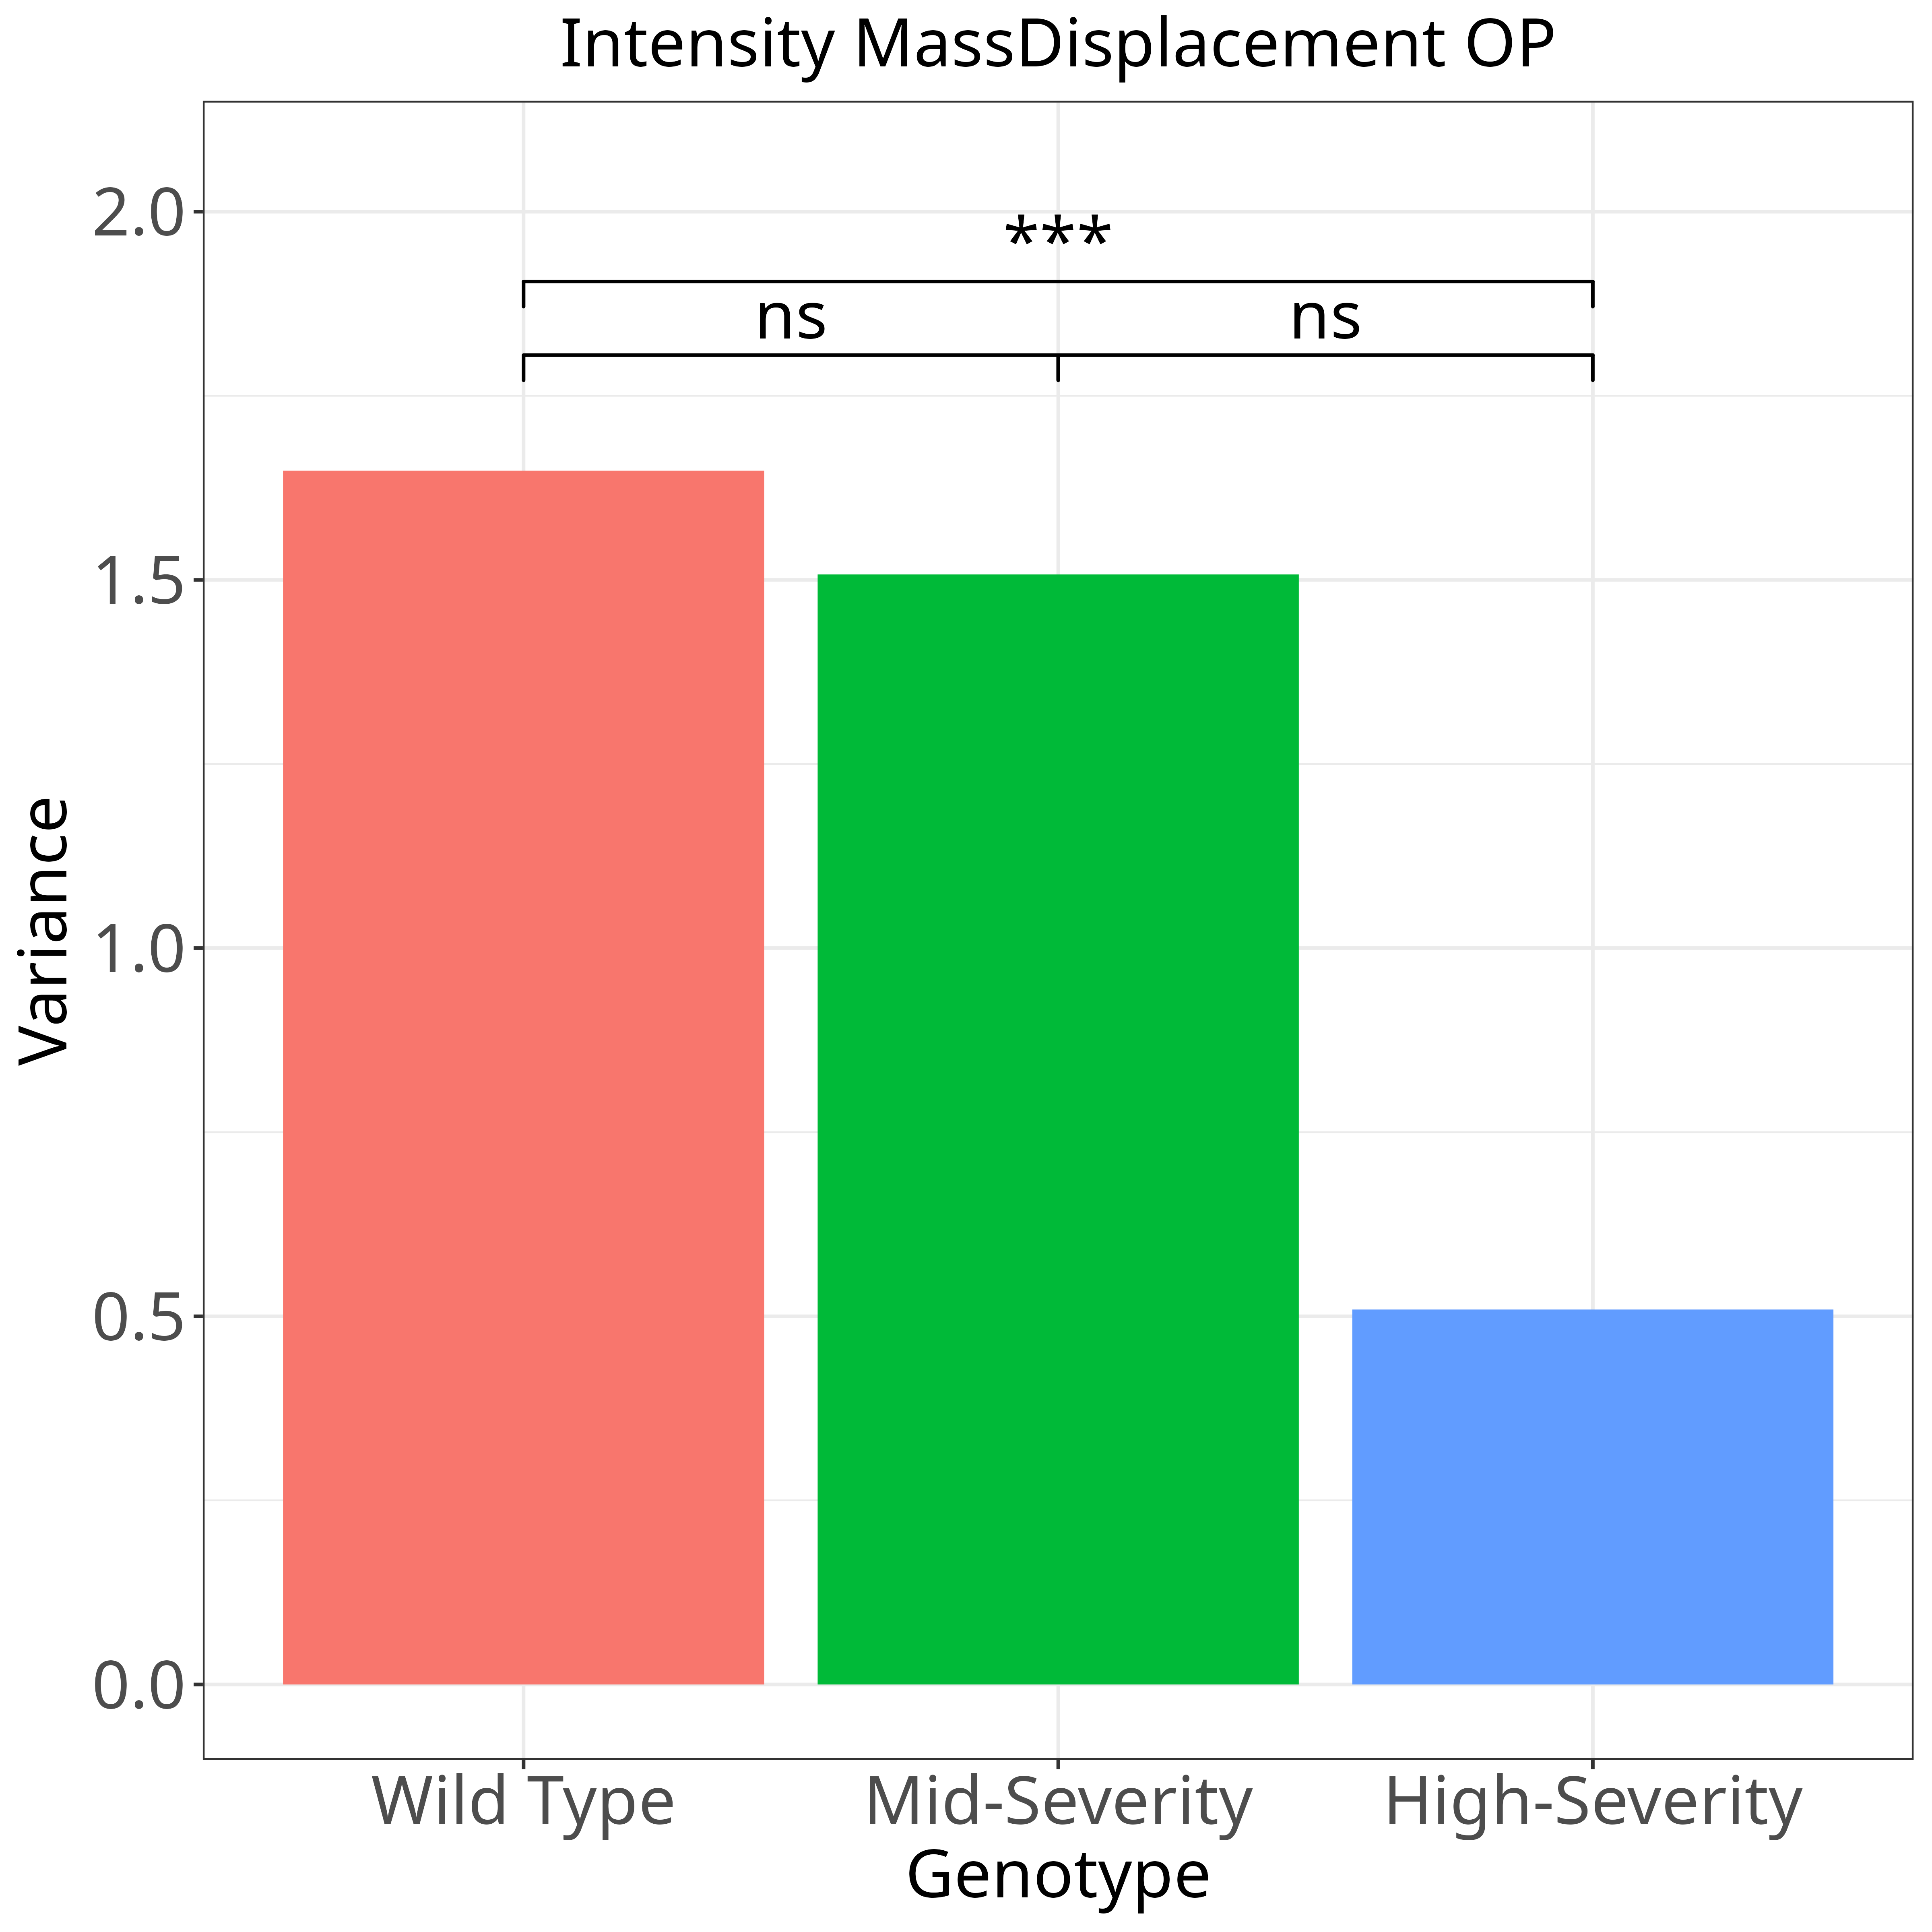 Intensity MassDisplacement OP
2.0
***
ns ns
1.5
1.0
0.5
0.0
Variance
Wild Type Mid-Severity High-Severity
Genotype